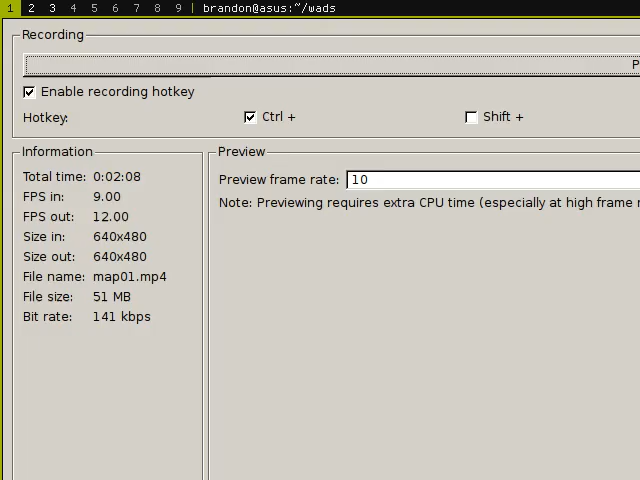 1 2 3 4 5 6 7 8 9 | brandon@asus:~/wads
Recording
P
Enable recording hotkey
Hotkey: Ctrl + Shift +
Information
Total time: 0:02:08
FPS in: 9.00
FPS out: 12.00
Size in: 640x480
Size out: 640x480
File name: map01.mp4
File size: 51 MB
Bit rate: 141 kbps
Preview
Preview frame rate: 10
Note: Previewing requires extra CPU time (especially at high frame r